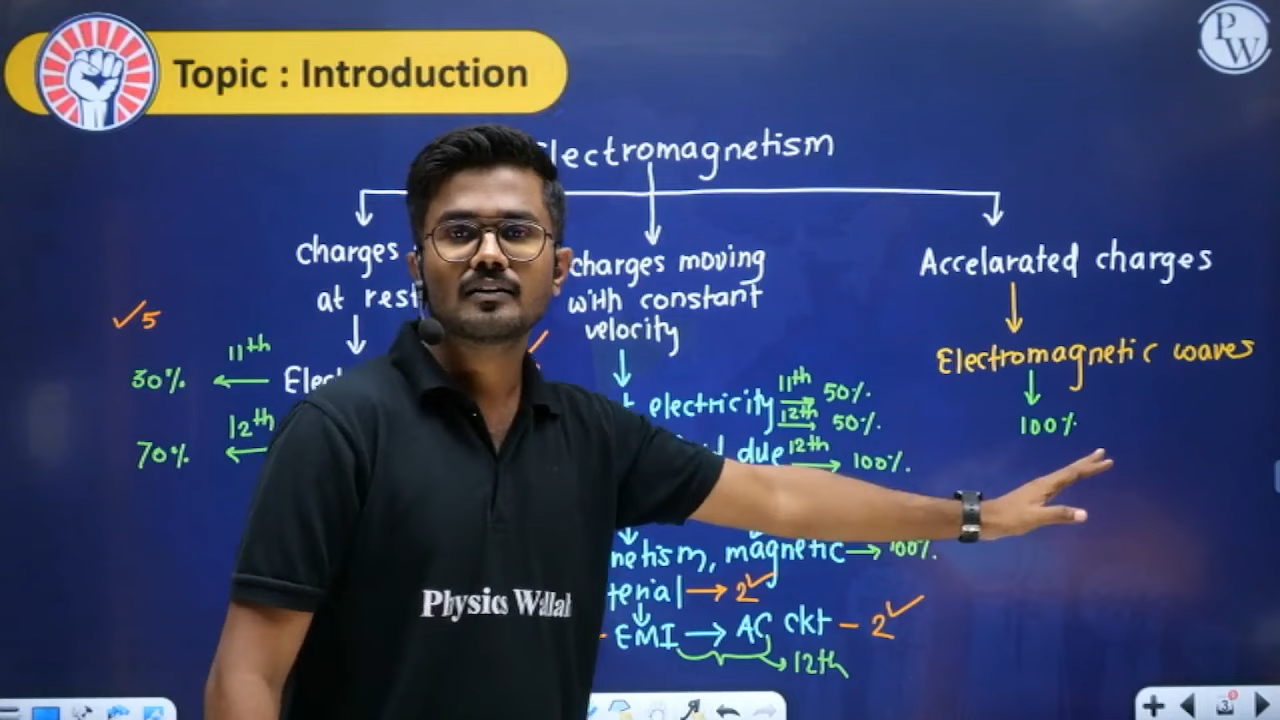 Topic : Introduction
PW
Electromagnetism
Charges
at rest
charges moving
with constant
velocity
Accelarated charges
Electromagnetic waves
100%
✓5
11th
30%
12th
70%
electricity 11th → 50%.
12th → 50%.
due 12th → 100%.
magnetic → 100%.
→ 2✓
EMI → AC ckt – 2✓
12th
Physics Wallah
3